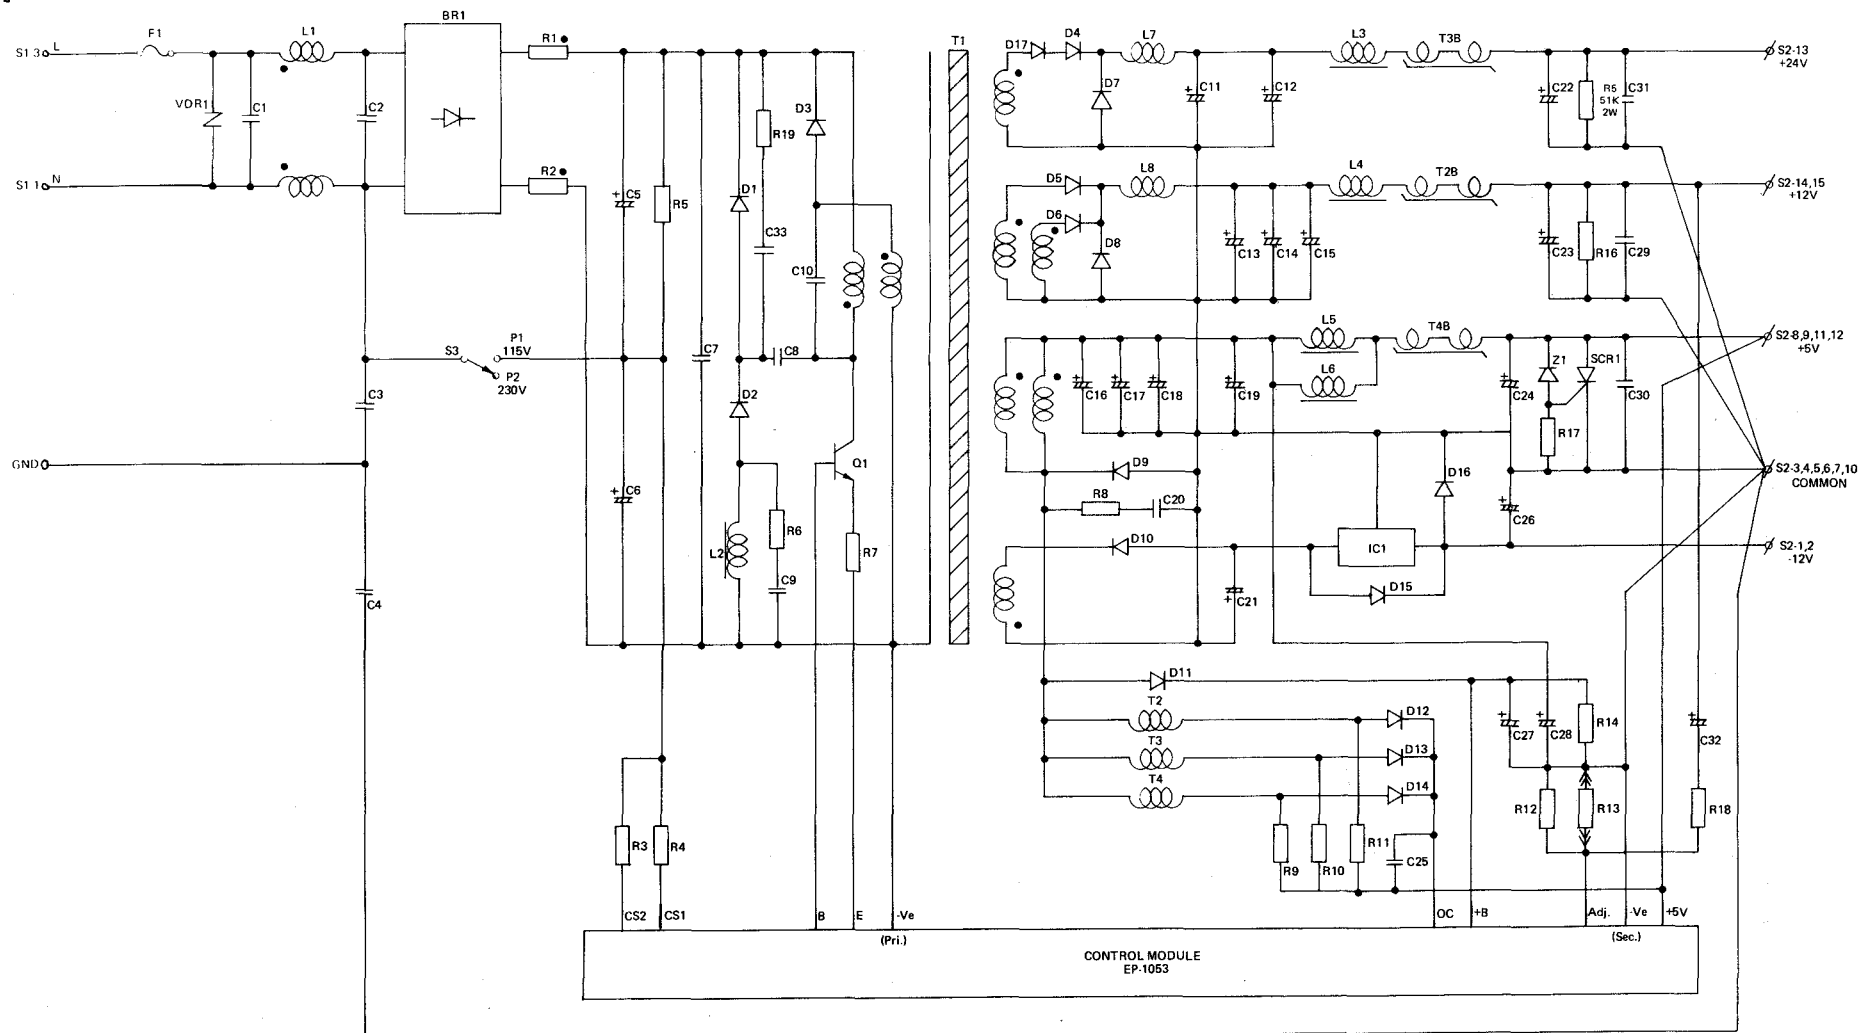 BR1
F1
L1
S1 3 L
R1
VDR1
C1
C2
S1 1 N
R2
C5
R5
D1
R19
D3
C33
C10
S3
P1
115V
P2
230V
C7
C8
C3
D2
Q1
GND
C6
L2
R6
R7
C9
C4
R3
R4
CS2
CS1
B
E
-Ve
(Pri.)
T1
D17
D4
L7
L3
T3B
S2-13
+24V
D7
C11
C12
C22
R5
51K
2W
C31
D5
L8
L4
T2B
S2-14,15
+12V
D6
D8
C13
C14
C15
C23
R16
C29
L5
T4B
S2-8,9,11,12
+5V
L6
Z1
SCR1
C16
C17
C18
C19
C24
C30
R17
D9
D16
S2-3,4,5,6,7,10
COMMON
R8
C20
C26
D10
IC1
S2-1,2
-12V
D15
C21
D11
T2
D12
R14
T3
D13
C27
C28
C32
T4
D14
R12
R13
R18
R9
R10
R11
C25
OC
+B
Adj.
-Ve
+5V
(Sec.)
CONTROL MODULE
EP-1053